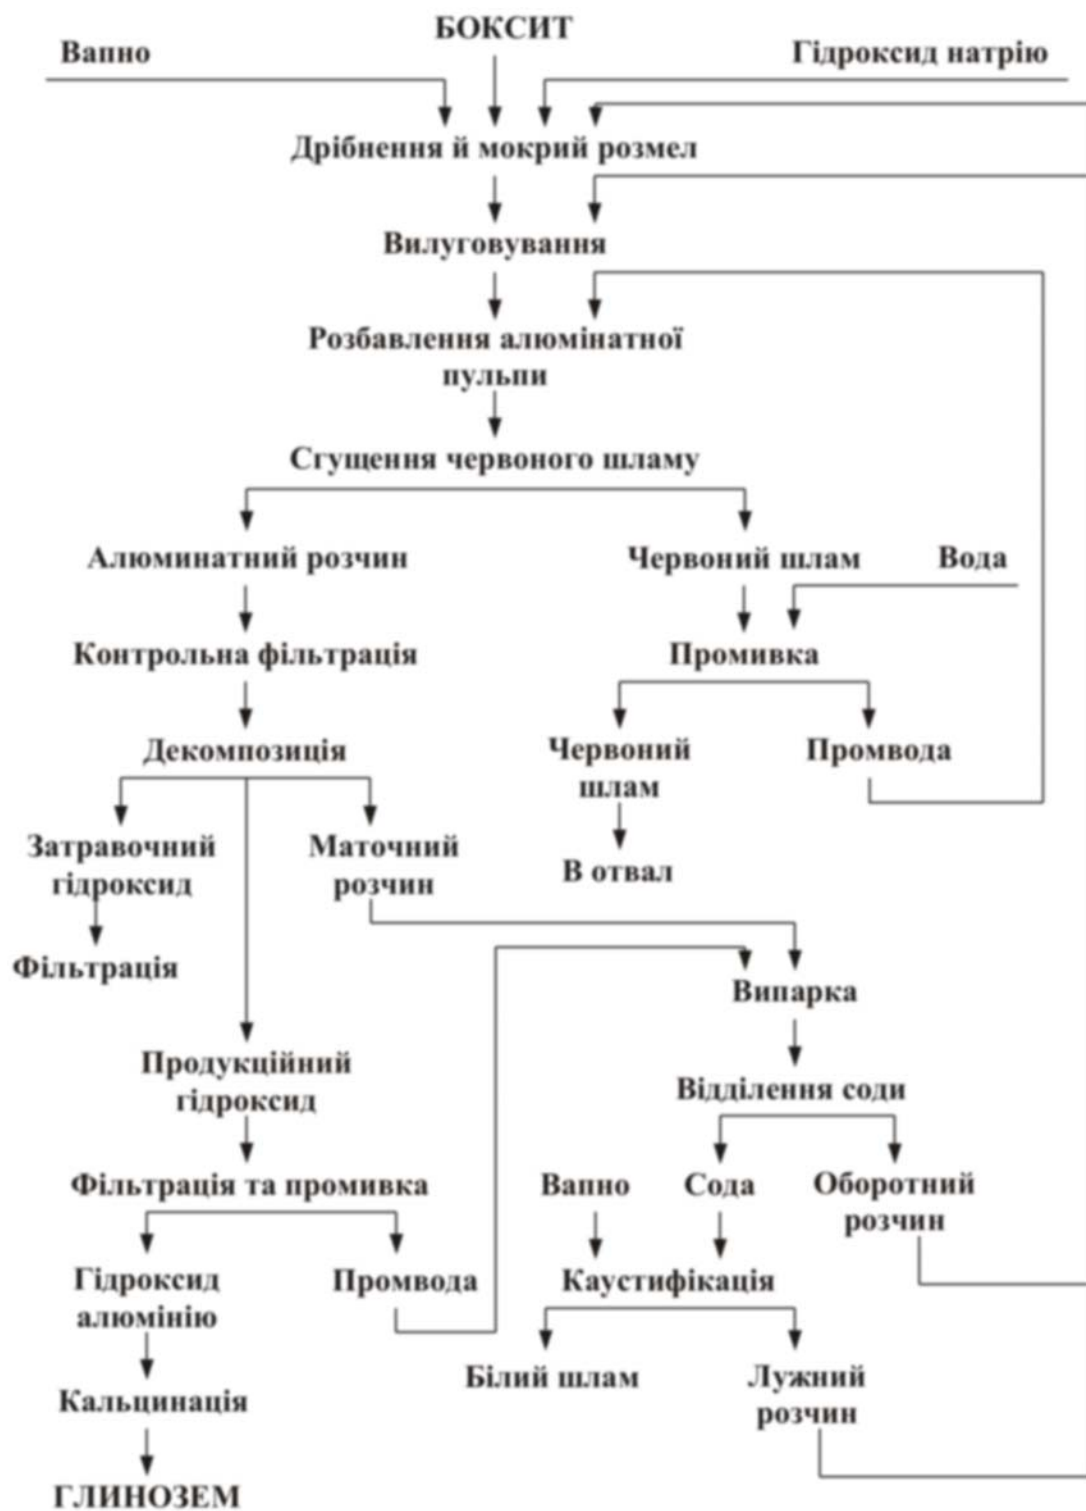 БОКСИТ
Вапно
Гідроксид натрію
Дрібнення й мокрий розмел
Вилуговування
Розбавлення алюмінатної
пульпи
Сгущення червоного шламу
Алюминатний розчин
Червоний шлам
Вода
Контрольна фільтрація
Промивка
Декомпозиція
Червоний
шлам
Промвода
Затравочний
гідроксид
Маточний
розчин
В отвал
Фільтрація
Випарка
Продукційний
гідроксид
Відділення соди
Фільтрація та промивка
Вапно
Сода
Оборотний
розчин
Гідроксид
алюмінію
Промвода
Каустифікація
Білий шлам
Лужний
розчин
Кальцинація
ГЛИНОЗЕМ